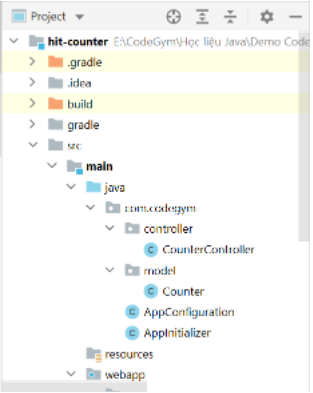 Project
hit-counter E:\CodeGym\Học liệu Java\Demo Code
.gradle
.idea
build
gradle
src
main
java
com.codegym
controller
CounterController
model
Counter
AppConfiguration
AppInitializer
resources
webapp